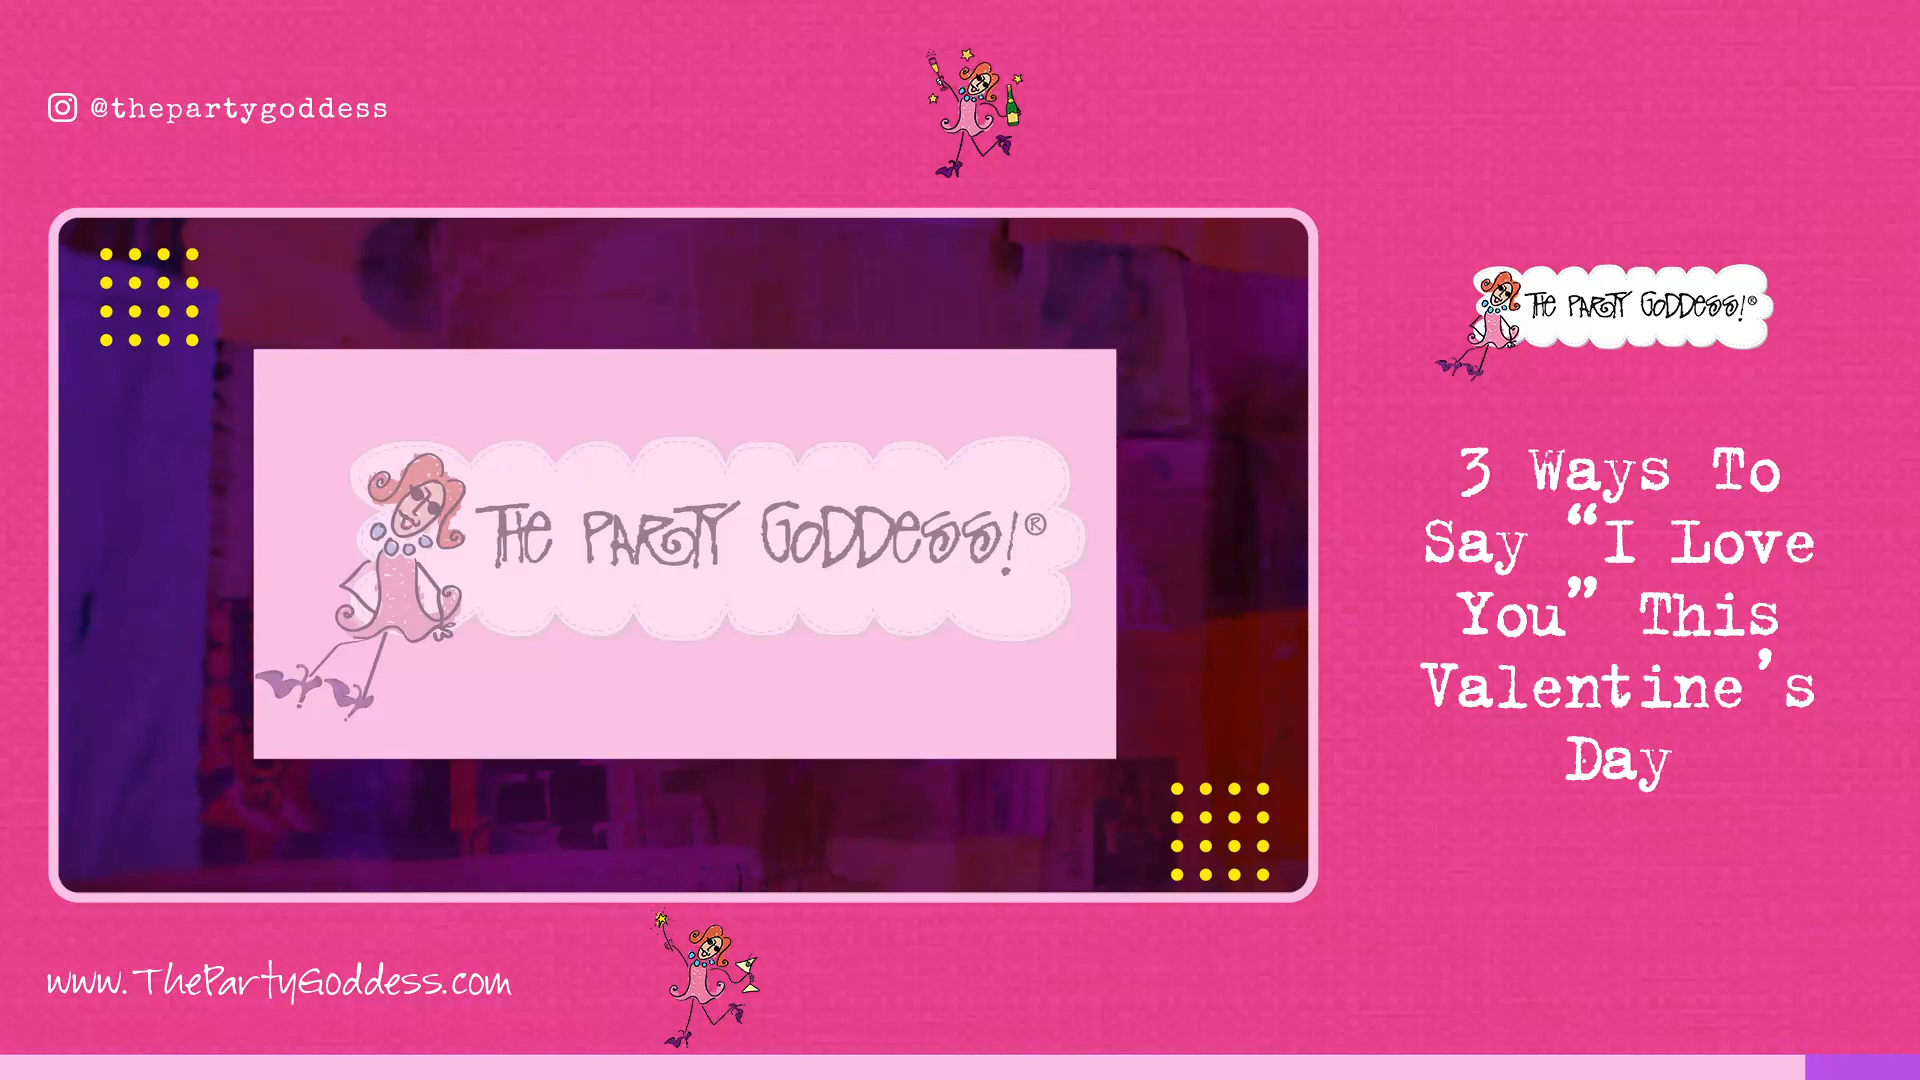 @thepartygoddess
THE PARTY GODDESS!®
THE PARTY GODDESS!®
3 Ways To
Say “I Love
You” This
Valentine’s
Day
www.ThePartyGoddess.com